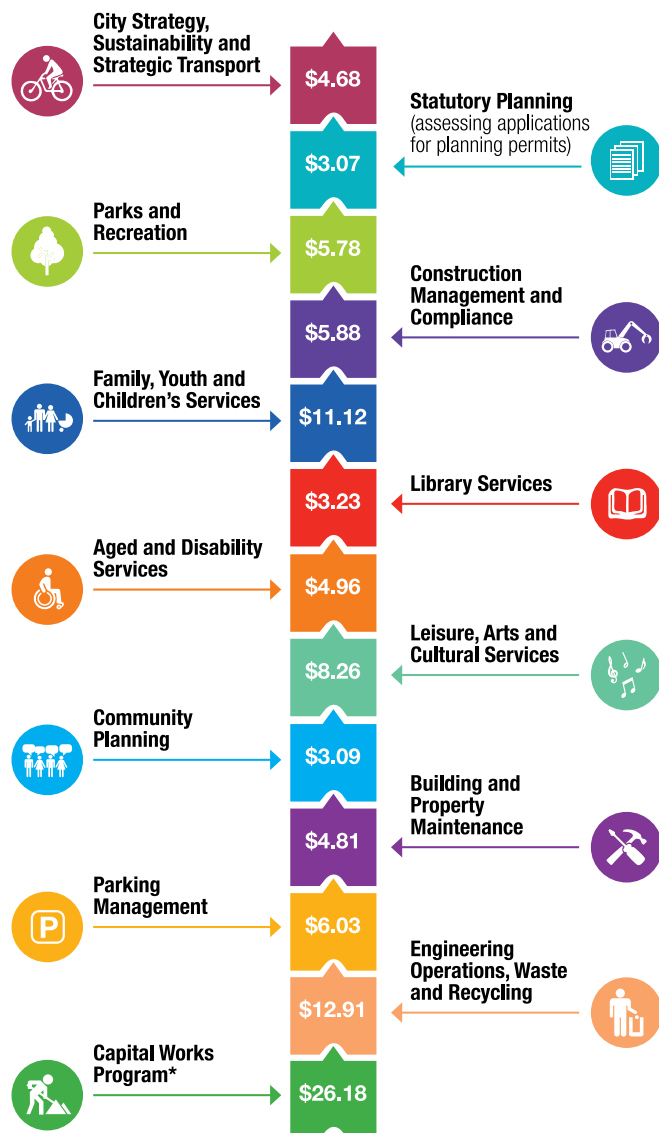 City Strategy,
Sustainability and
Strategic Transport
$4.68
Statutory Planning
(assessing applications
for planning permits)
$3.07
Parks and
Recreation
$5.78
Construction
Management and
Compliance
$5.88
Family, Youth and
Children’s Services
$11.12
Library Services
$3.23
Aged and Disability
Services
$4.96
Leisure, Arts and
Cultural Services
$8.26
Community
Planning
$3.09
Building and
Property
Maintenance
$4.81
Parking
Management
P
$6.03
Engineering
Operations, Waste
and Recycling
$12.91
Capital Works
Program*
$26.18